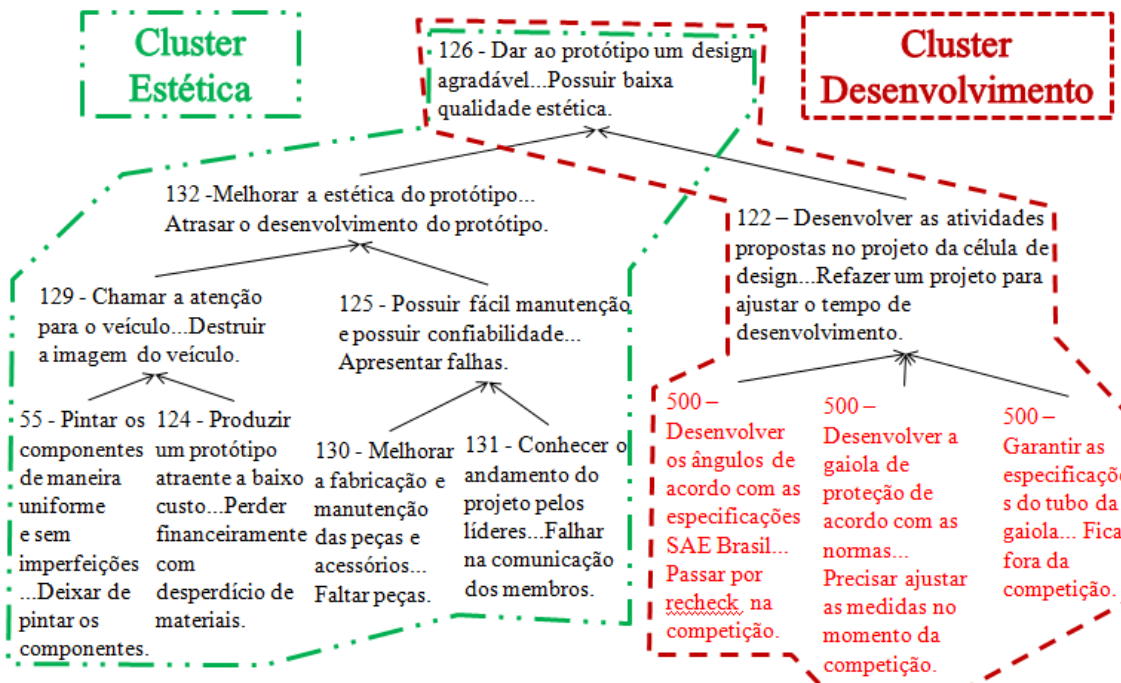 Cluster
Estética
126 - Dar ao protótipo um design
agradável...Possuir baixa
qualidade estética.
Cluster
Desenvolvimento
132 -Melhorar a estética do protótipo...
Atrasar o desenvolvimento do protótipo.
122 – Desenvolver as atividades
propostas no projeto da célula de
design...Refazer um projeto para
ajustar o tempo de
desenvolvimento.
129 - Chamar a atenção
para o veículo...Destruir
a imagem do veículo.
125 - Possuir fácil manutenção
e possuir confiabilidade...
Apresentar falhas.
55 - Pintar os
componentes
de maneira
uniforme
e sem
imperfeições
...Deixar de
pintar os
componentes.
124 - Produzir
um protótipo
atraente a baixo
custo...Perder
financeiramente
com
desperdício de
materiais.
130 - Melhorar
a fabricação e
manutenção
das peças e
acessórios...
Faltar peças.
131 - Conhecer o
andamento do
projeto pelos
líderes...Falhar
na comunicação
dos membros.
500 –
Desenvolver
os ângulos de
acordo com as
especificações
SAE Brasil...
Passar por
recheck na
competição.
500 –
Desenvolver a
gaiola de
proteção de
acordo com as
normas...
Precisar ajustar
as medidas no
momento da
competição.
500 –
Garantir as
especificaçõe
s do tubo da
gaiola... Fica
fora da
competição.